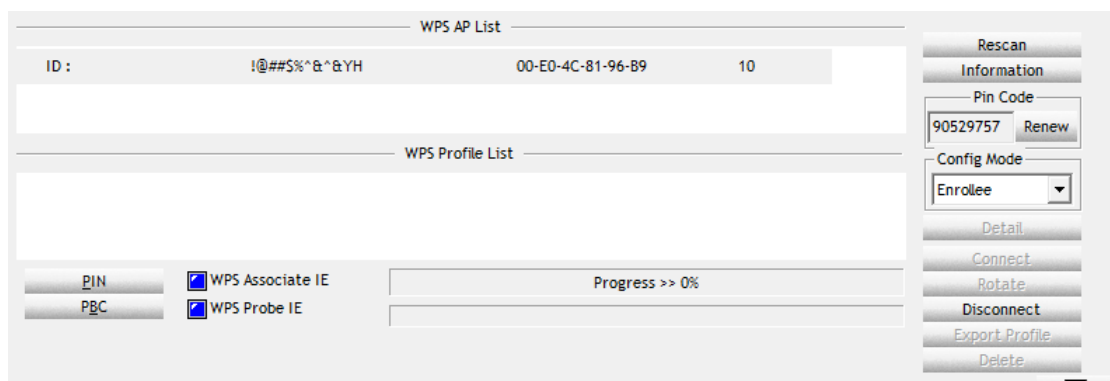 WPS AP List
ID : !@##$%^&^&YH 00-E0-4C-81-96-B9 10
WPS Profile List
PIN
PBC
WPS Associate IE
WPS Probe IE
Progress >> 0%
Rescan
Information
Pin Code
90529757 Renew
Config Mode
Enrollee
Detail
Connect
Rotate
Disconnect
Export Profile
Delete